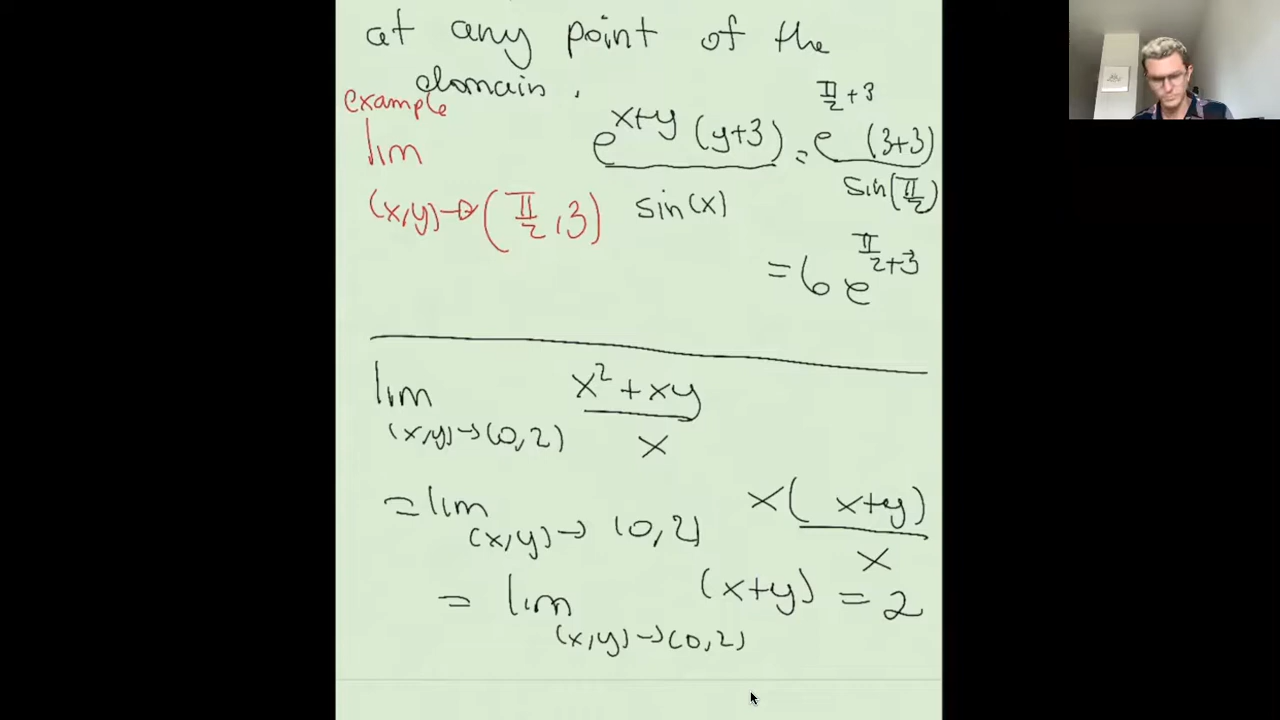 at any point of the
domain.
example
lim e^{x+y} (y+3) / sin(x) = e^{π/2+3} (3+3) / sin(π/2)
(x,y)→(π/2,3)
= 6 e^{π/2+3}
lim x²+xy / x
(x,y)→(0,2)
= lim x(x+y) / x
(x,y)→(0,2)
= lim (x+y) = 2
(x,y)→(0,2)